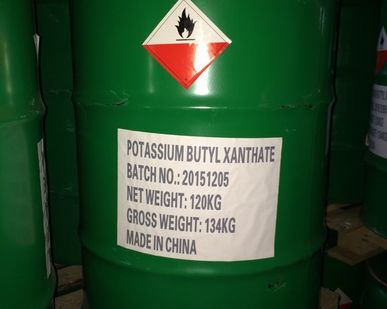 POTASSIUM BUTYL XANTHATE
BATCH NO.: 20151205
NET WEIGHT: 120KG
GROSS WEIGHT: 134KG
MADE IN CHINA